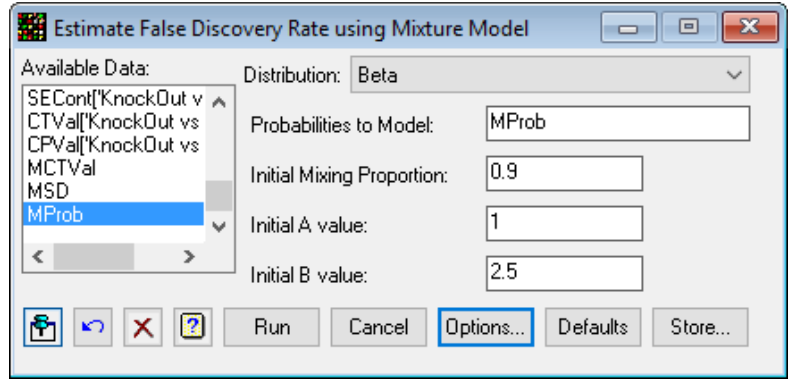 Estimate False Discovery Rate using Mixture Model
Available Data:
SECont['KnockOut v
CTVal['KnockOut vs
CPVal['KnockOut vs
MCTVal
MSD
MProb
Distribution: Beta
Probabilities to Model: MProb
Initial Mixing Proportion: 0.9
Initial A value: 1
Initial B value: 2.5
Run Cancel Options... Defaults Store...